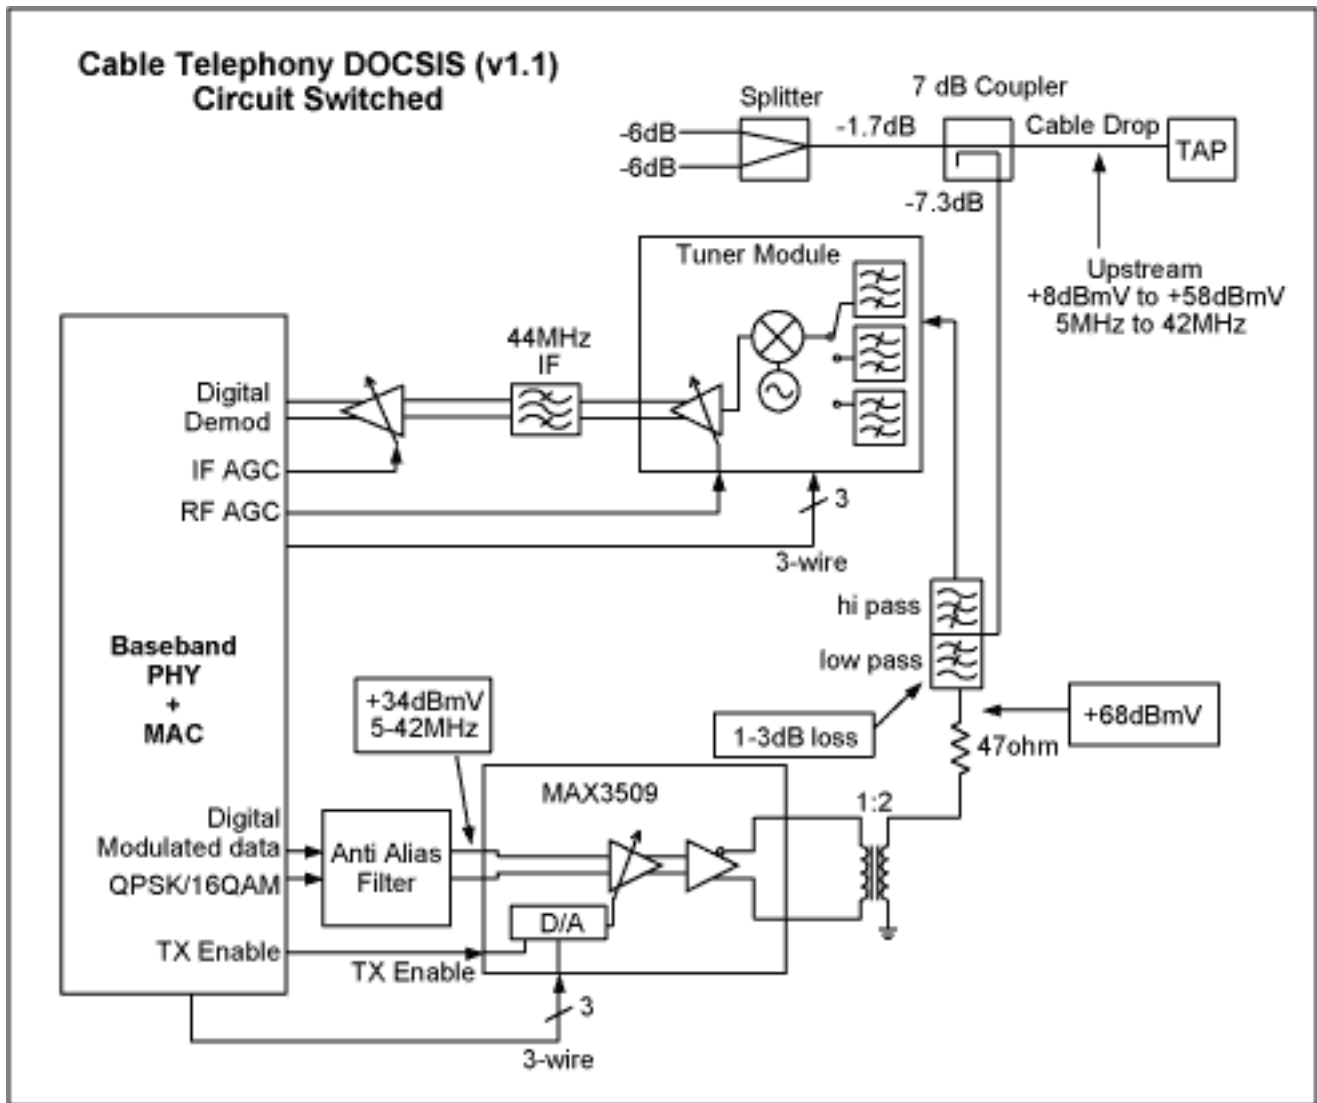 Cable Telephony DOCSIS (v1.1)
Circuit Switched
Splitter
7 dB Coupler
-6dB
-6dB
-1.7dB
Cable Drop
TAP
-7.3dB
Upstream
+8dBmV to +58dBmV
5MHz to 42MHz
Tuner Module
44MHz
IF
Digital
Demod
IF AGC
RF AGC
3
3-wire
hi pass
low pass
Baseband
PHY
+
MAC
+34dBmV
5-42MHz
1-3dB loss
+68dBmV
47ohm
MAX3509
1:2
Digital
Modulated data
QPSK/16QAM
Anti Alias
Filter
D/A
TX Enable
TX Enable
3
3-wire